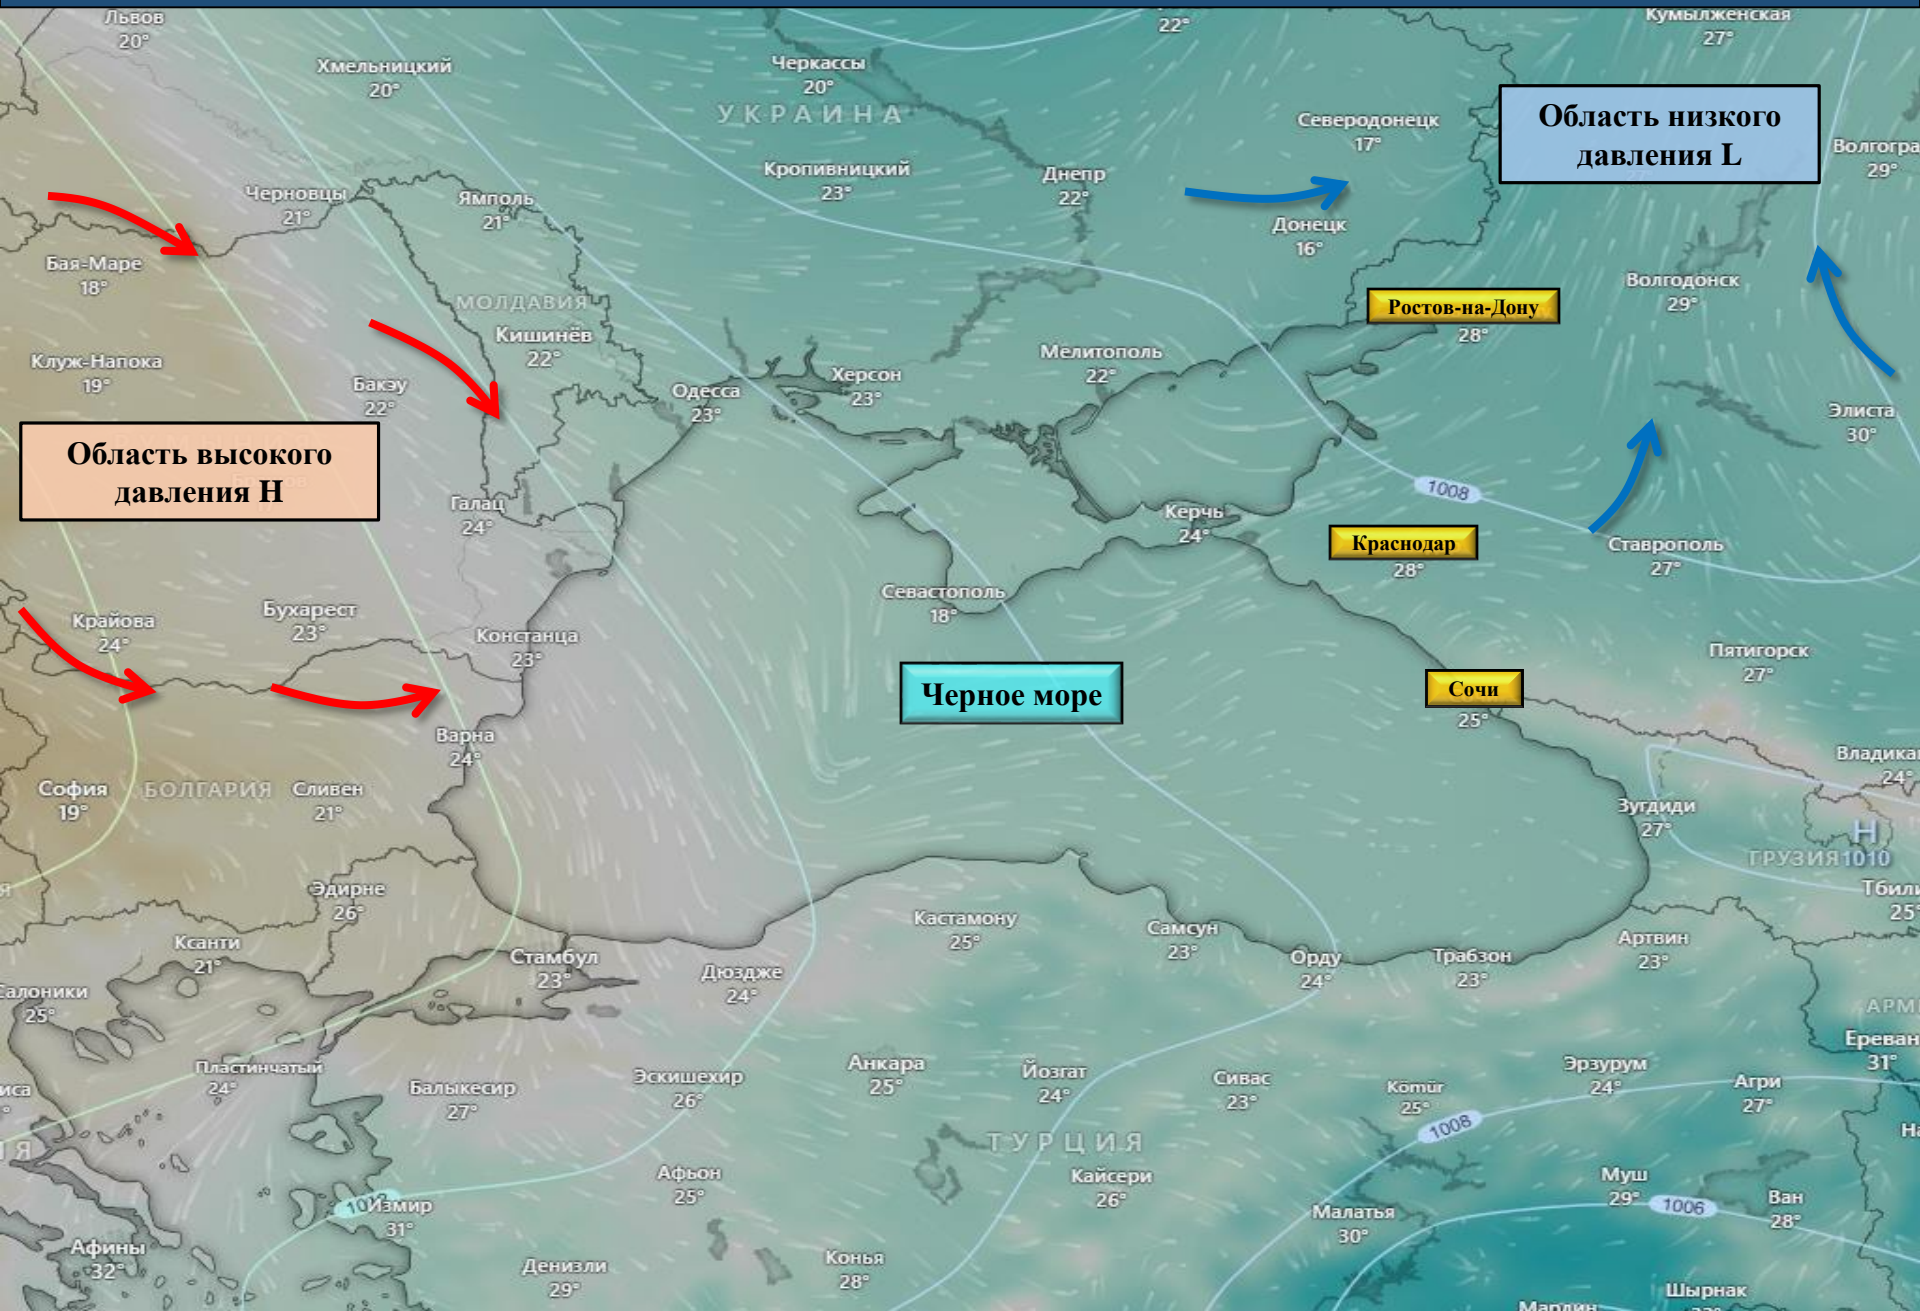 Львов
20°
22°
Кумылженская
27°
Хмельницкий
20°
Черкассы
20°
УКРАИНА
Северодонецк
17°
Область низкого
давления L
Волгогра
29°
Кропивницкий
23°
Днепр
22°
Черновцы
21°
Ямполь
21°
Донецк
16°
Бая-Маре
18°
МОЛДАВИЯ
Кишинёв
22°
Волгодонск
29°
Ростов-на-Дону
28°
Клуж-Напока
19°
Бакэу
22°
Одесса
23°
Херсон
23°
Мелитополь
22°
Элиста
30°
Область высокого
давления H
Галац
24°
1008
Керчь
24°
Краснодар
28°
Ставрополь
27°
Севастополь
18°
Крайова
24°
Бухарест
23°
Констанца
23°
Пятигорск
27°
Черное море
Сочи
25°
Варна
24°
Владика
24°
София
19°
БОЛГАРИЯ
Сливен
21°
Зугдиди
27°
H
ГРУЗИЯ
1010
Тбили
25°
Эдирне
26°
Кастамону
25°
Самсун
23°
Ксанти
21°
Стамбул
23°
Дюздже
24°
Орду
24°
Трабзон
23°
Артвин
23°
Салоники
25°
АРМ
Ереван
31°
Пластинчатый
24°
Балыкесир
27°
Эскишехир
26°
Анкара
25°
Йозгат
24°
Сивас
23°
Kömür
25°
Эрзурум
24°
Агри
27°
1008
ТУРЦИЯ
Афьон
25°
Кайсери
26°
Муш
29°
1006
Ван
28°
Измир
31°
Малатья
30°
Афины
32°
Денизли
29°
Конья
28°
Шырнак
Мардин